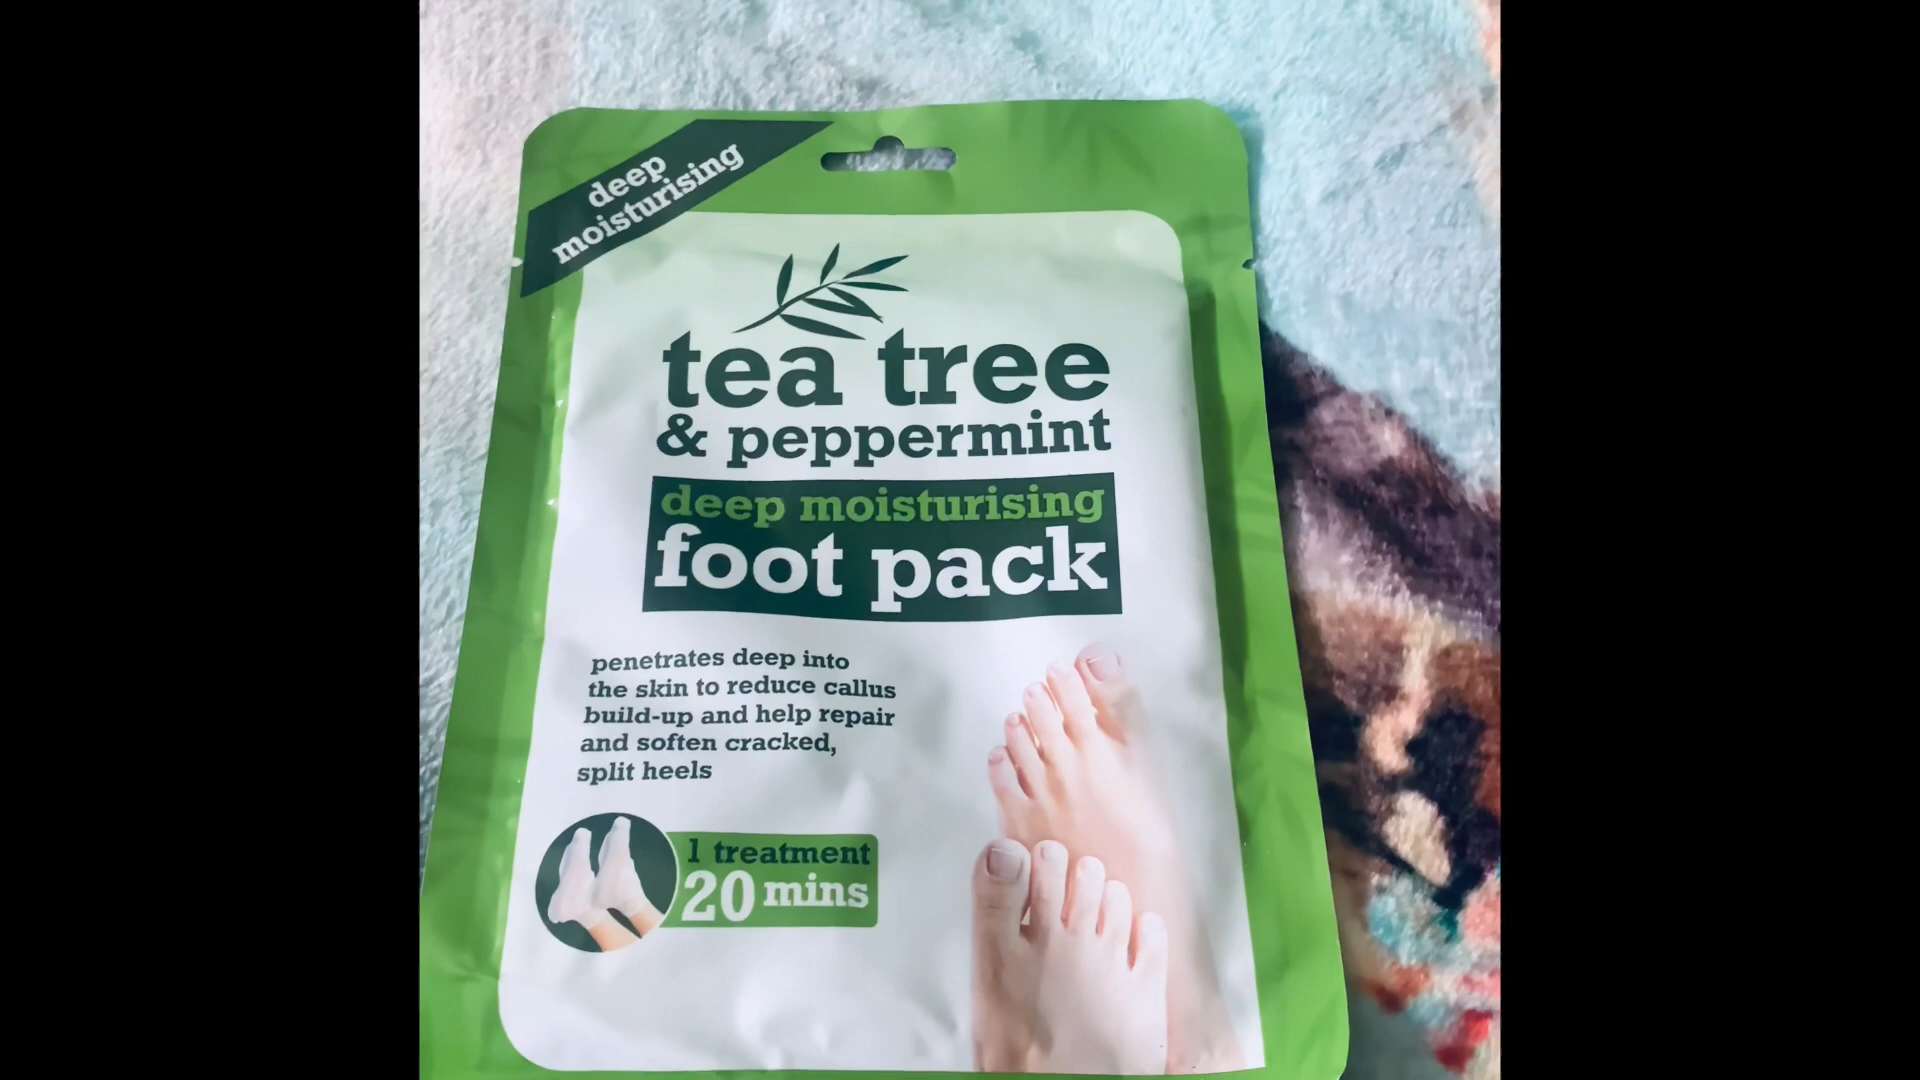 deep
moisturising
tea tree
& peppermint
deep moisturising
foot pack
penetrates deep into
the skin to reduce callus
build-up and help repair
and soften cracked,
split heels
1 treatment
20 mins